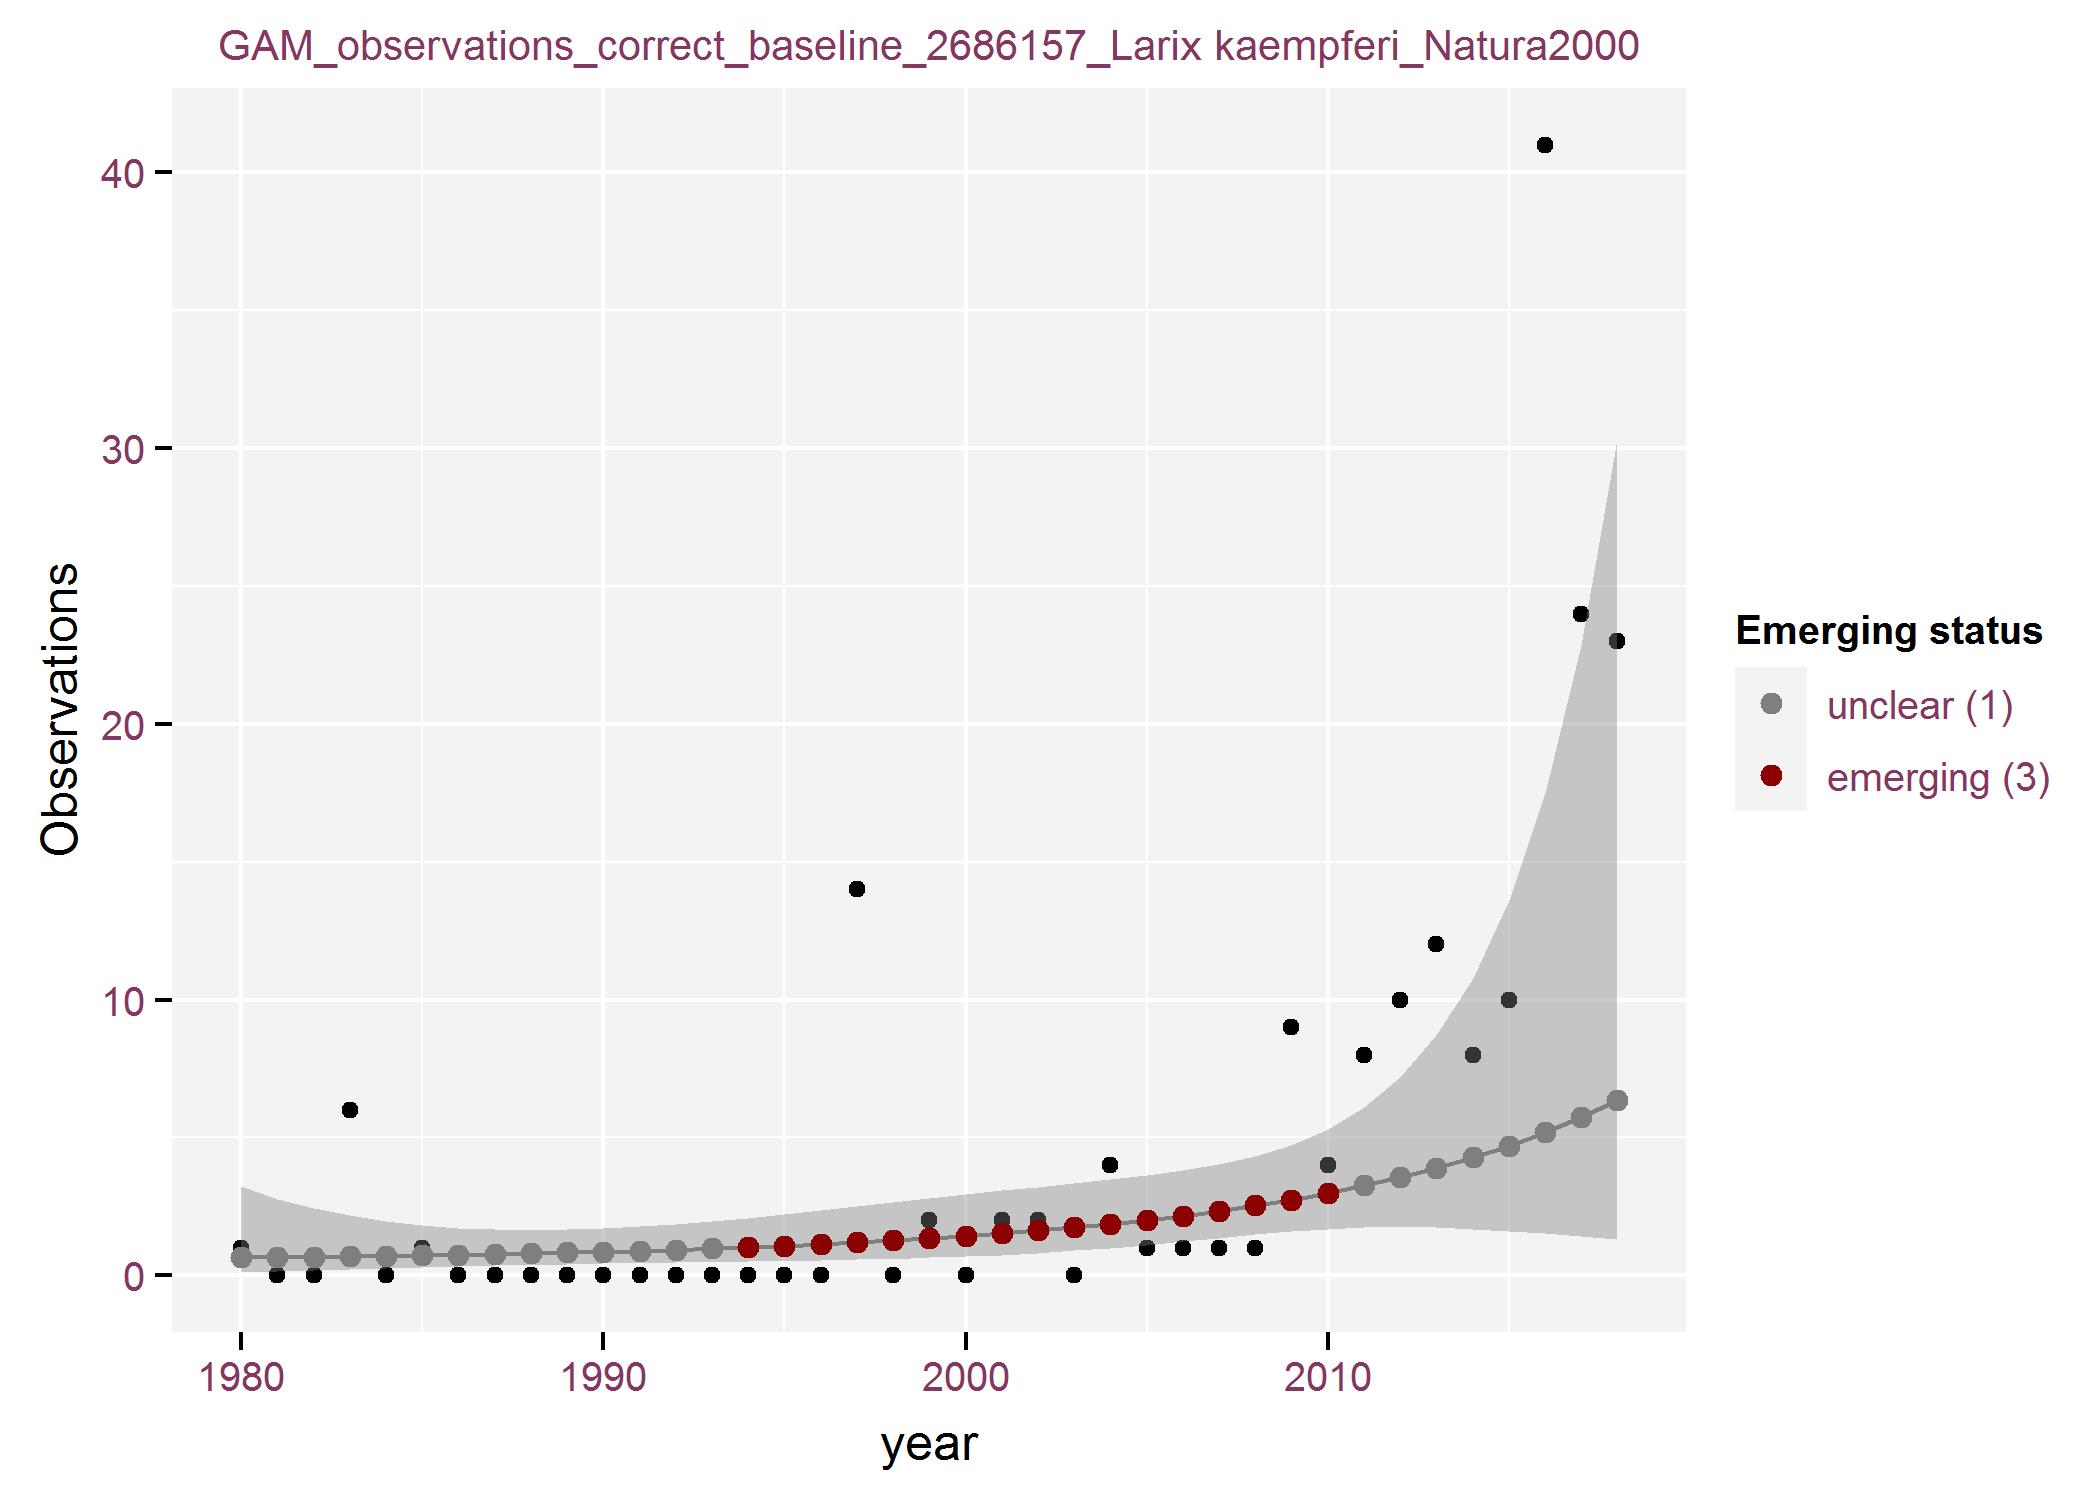 GAM_observations_correct_baseline_2686157_Larix kaempferi_Natura2000
40
30
20
10
0
Observations
1980
1990
2000
2010
year
Emerging status
unclear (1)
emerging (3)